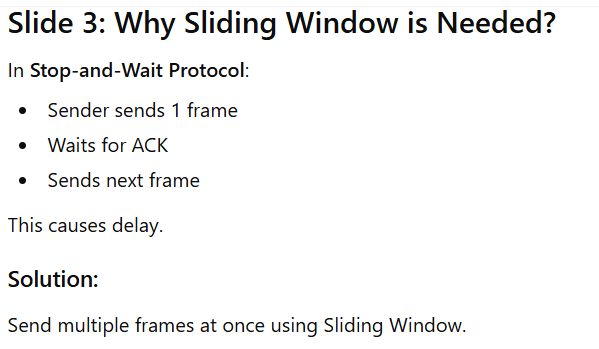 Slide 3: Why Sliding Window is Needed?
In Stop-and-Wait Protocol:
• Sender sends 1 frame
• Waits for ACK
• Sends next frame
This causes delay.
Solution:
Send multiple frames at once using Sliding Window.